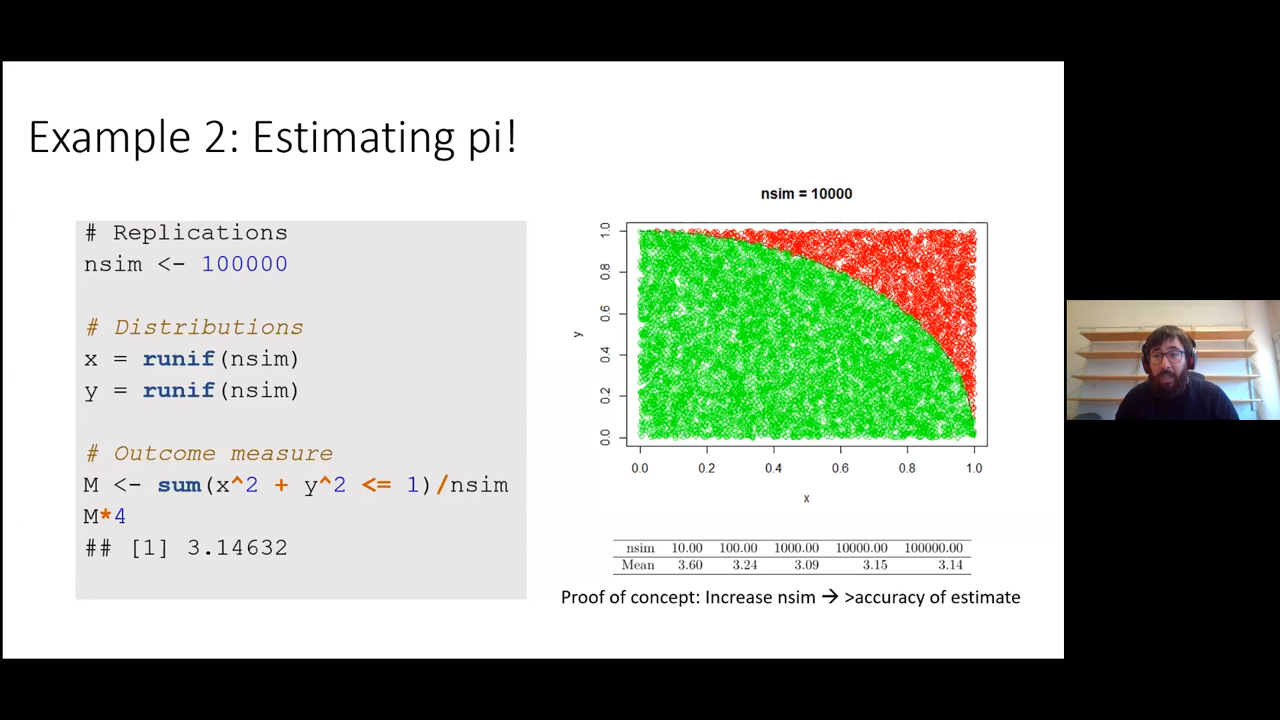 Example 2: Estimating pi!
# Replications
nsim <- 100000
# Distributions
x = runif(nsim)
y = runif(nsim)
# Outcome measure
M <- sum(x^2 + y^2 <= 1)/nsim
M*4
## [1] 3.14632
nsim = 10000
y
1.0
0.8
0.6
0.4
0.2
0.0
0.0 0.2 0.4 0.6 0.8 1.0
x
nsim 10.00 100.00 1000.00 10000.00 100000.00
Mean 3.60 3.24 3.09 3.15 3.14
Proof of concept: Increase nsim → >accuracy of estimate